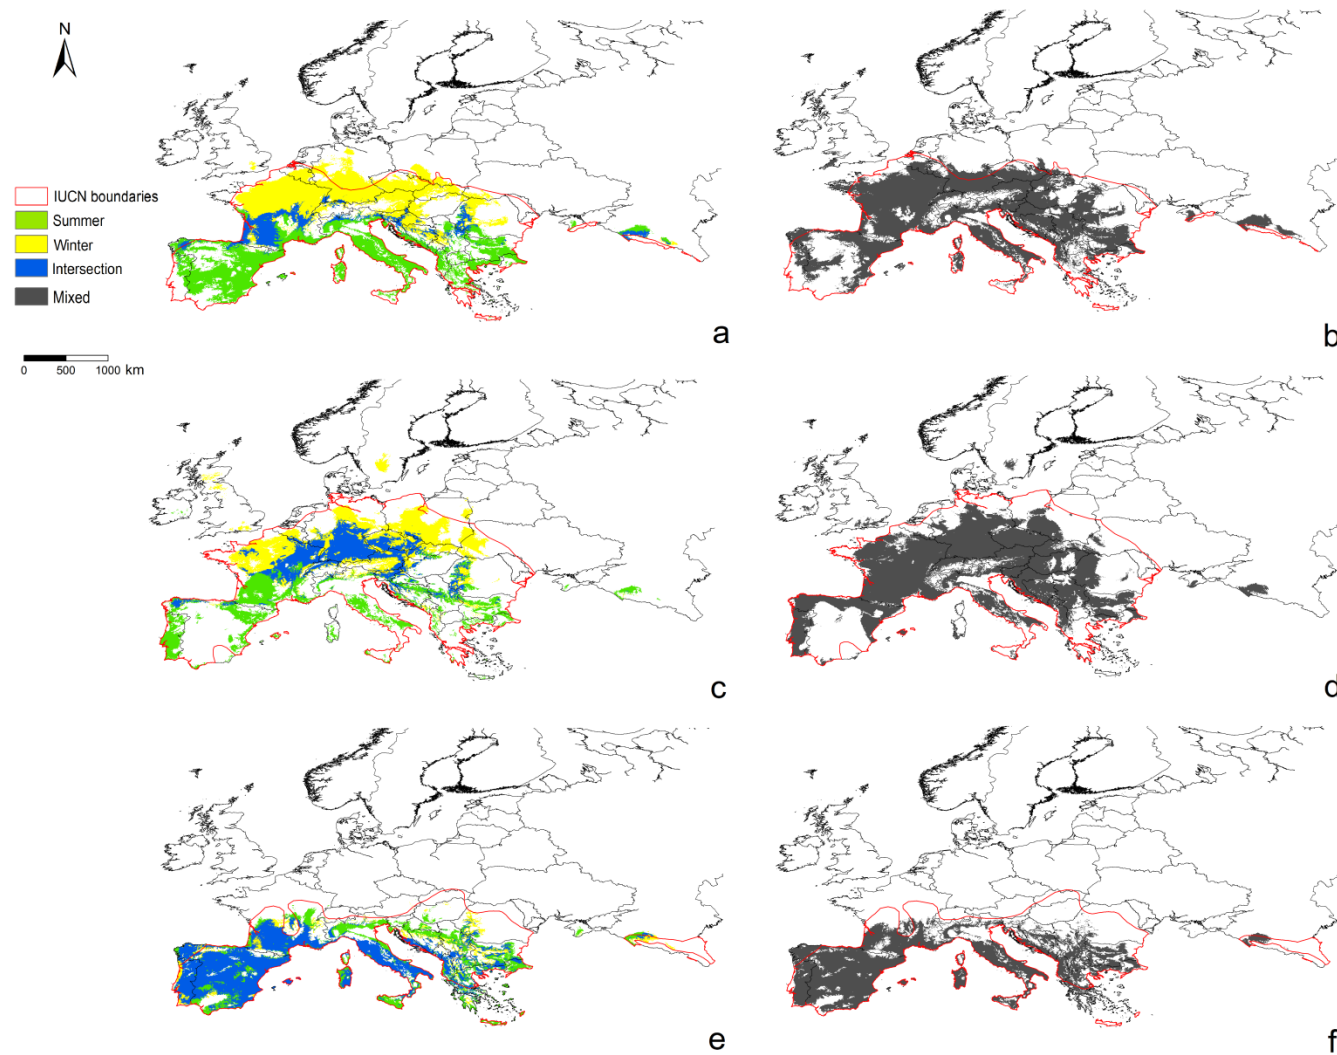 N
IUCN boundaries
Summer
Winter
Intersection
Mixed
0 500 1000 km
a
b
c
d
e
f